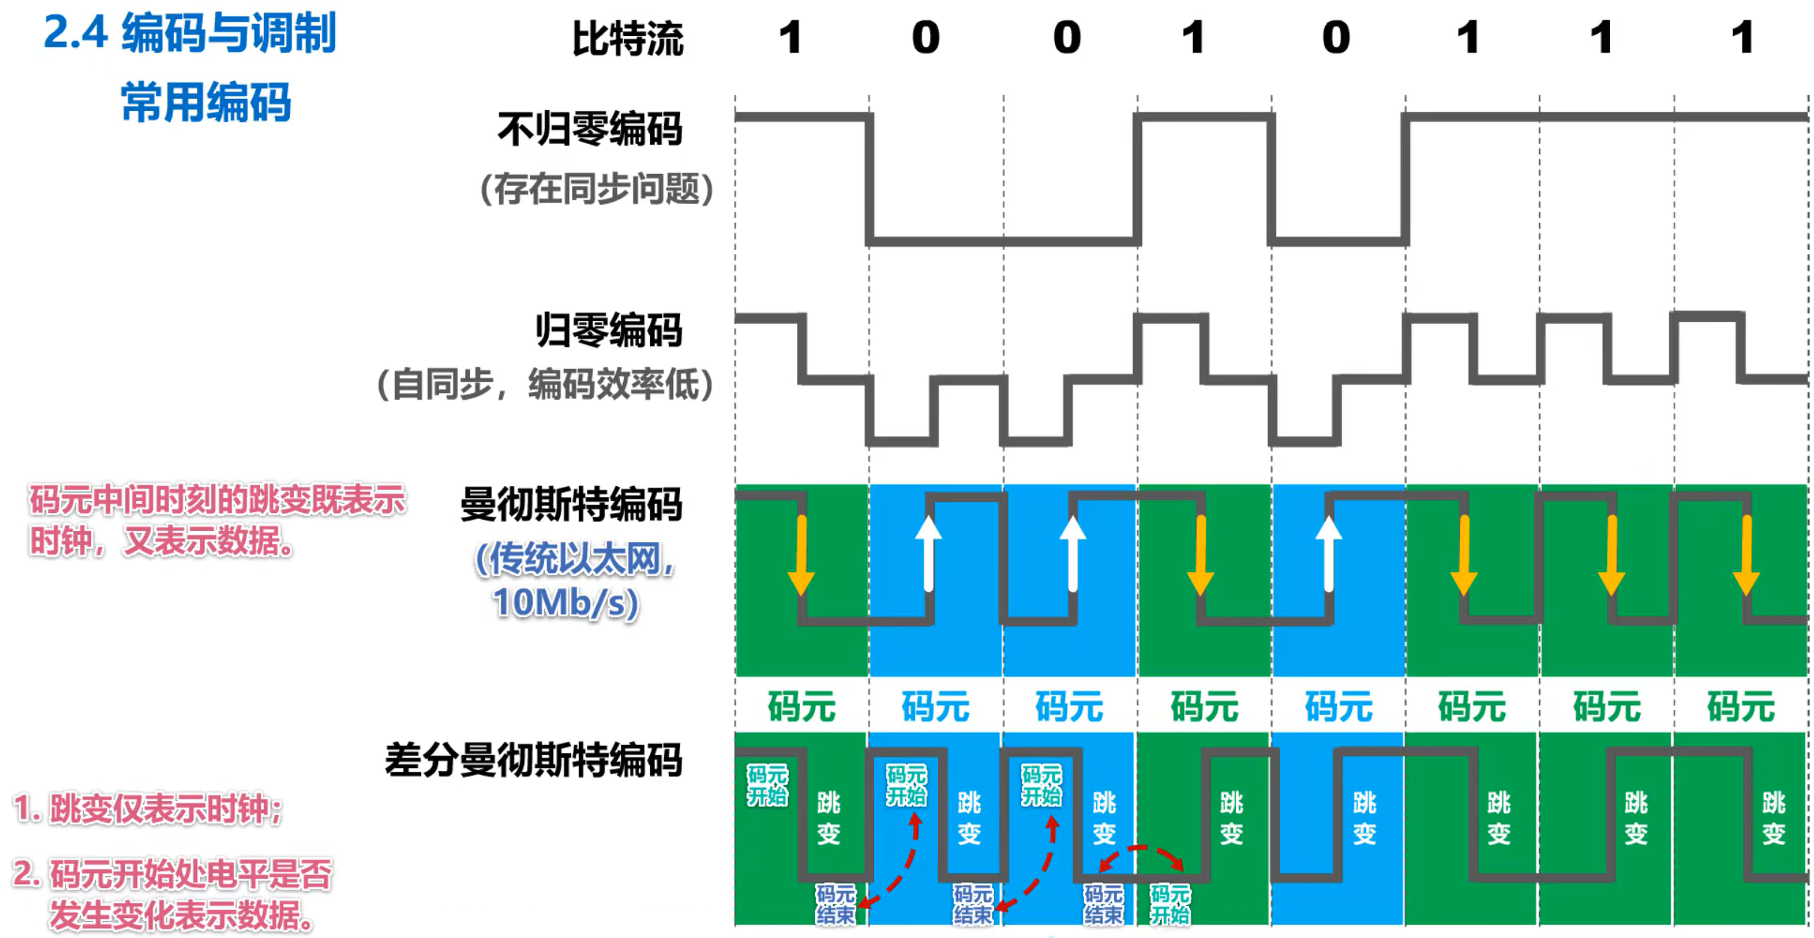 2.4 编码与调制
常用编码
比特流 1 0 0 1 0 1 1 1
不归零编码
（存在同步问题）
归零编码
（自同步，编码效率低）
码元中间时刻的跳变既表示
时钟，又表示数据。
曼彻斯特编码
（传统以太网，
10Mb/s）
码元 码元 码元 码元 码元 码元 码元 码元
差分曼彻斯特编码
1. 跳变仅表示时钟；
2. 码元开始处电平是否
发生变化表示数据。
码元
开始
跳
变
码元
结束
码元
开始
跳
变
码元
结束
码元
开始
跳
变
码元
结束
码元
开始
跳
变
跳
变
跳
变
跳
变
跳
变